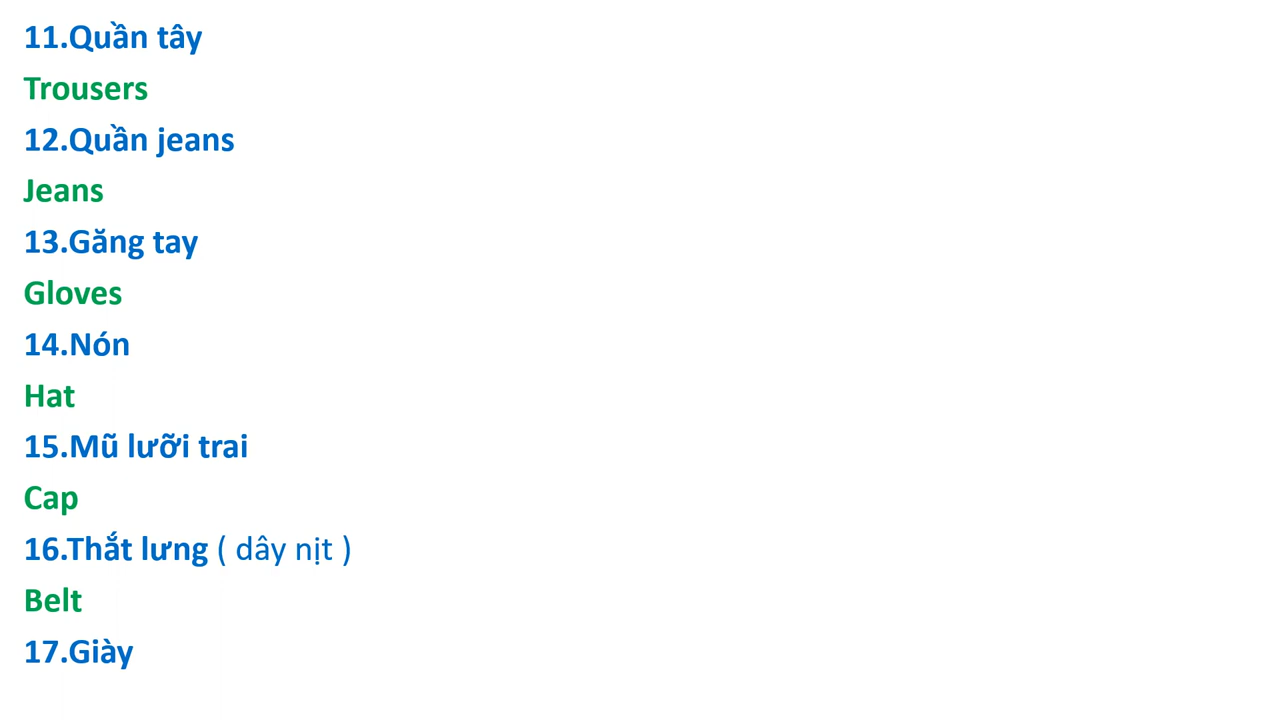 11.Quần tây
Trousers
12.Quần jeans
Jeans
13.Găng tay
Gloves
14.Nón
Hat
15.Mũ lưỡi trai
Cap
16.Thắt lưng ( dây nịt )
Belt
17.Giày